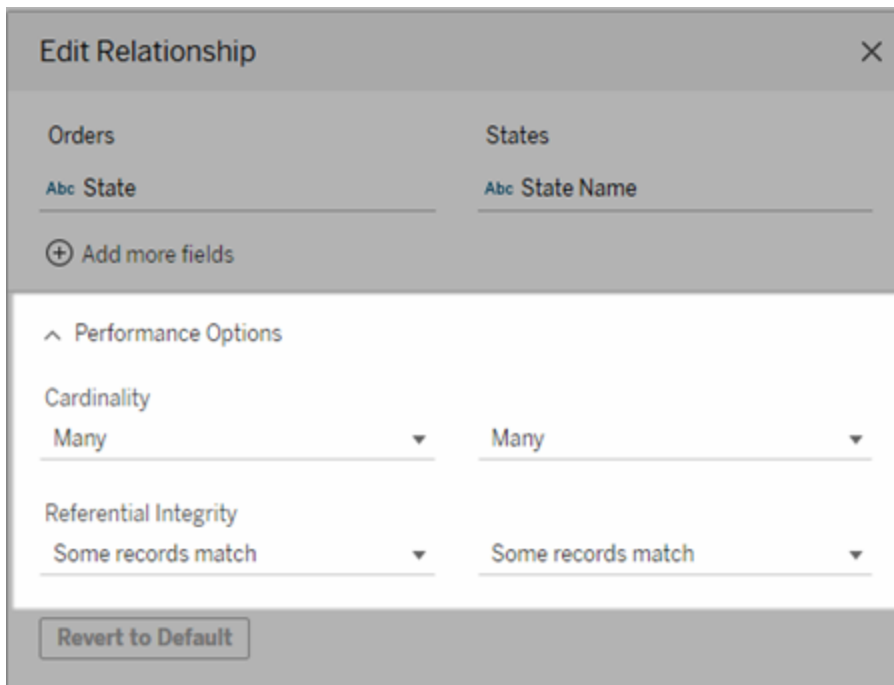 Edit Relationship
Orders States
Abc State Abc State Name
Add more fields
Performance Options
Cardinality
Many Many
Referential Integrity
Some records match Some records match
Revert to Default